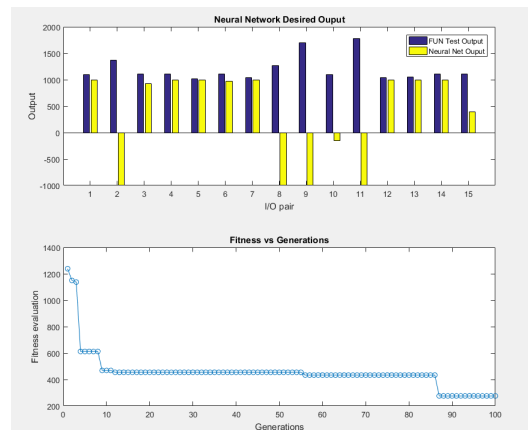 Neural Network Desired Ouput
2000
1500
1000
500
0
-500
-1000
Output
FUN Test Output
Neural Net Ouput
1 2 3 4 5 6 7 8 9 10 11 12 13 14 15
I/O pair
Fitness vs Generations
1400
1200
1000
800
600
400
200
Fitness evaluation
0 10 20 30 40 50 60 70 80 90 100
Generations